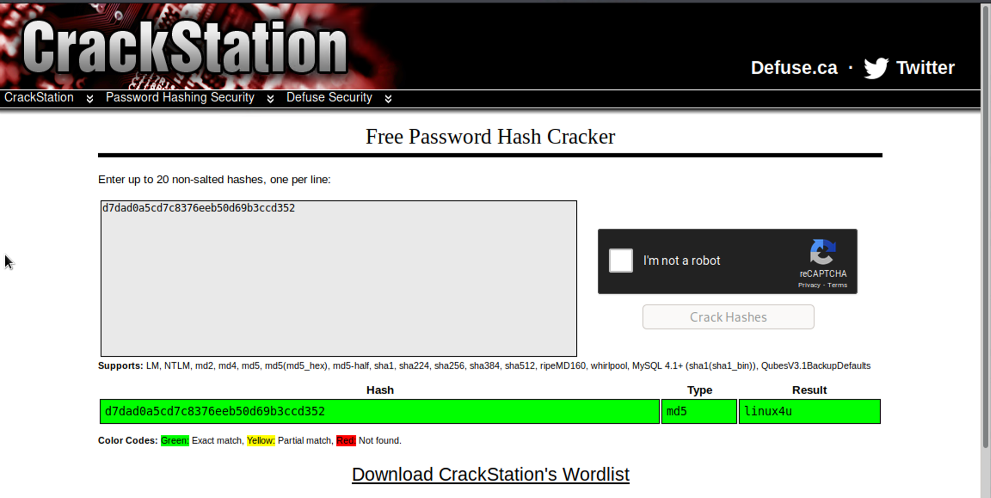 CrackStation
Defuse.ca · Twitter
CrackStation Password Hashing Security Defuse Security
Free Password Hash Cracker
Enter up to 20 non-salted hashes, one per line:
d7dad0a5cd7c8376eeb50d69b3ccd352
I'm not a robot
reCAPTCHA
Privacy - Terms
Crack Hashes
Supports: LM, NTLM, md2, md4, md5, md5(md5_hex), md5-half, sha1, sha224, sha256, sha384, sha512, ripeMD160, whirlpool, MySQL 4.1+ (sha1(sha1_bin)), QubesV3.1BackupDefaults
Hash Type Result
d7dad0a5cd7c8376eeb50d69b3ccd352 md5 linux4u
Color Codes: Green: Exact match, Yellow: Partial match, Red: Not found.
Download CrackStation's Wordlist